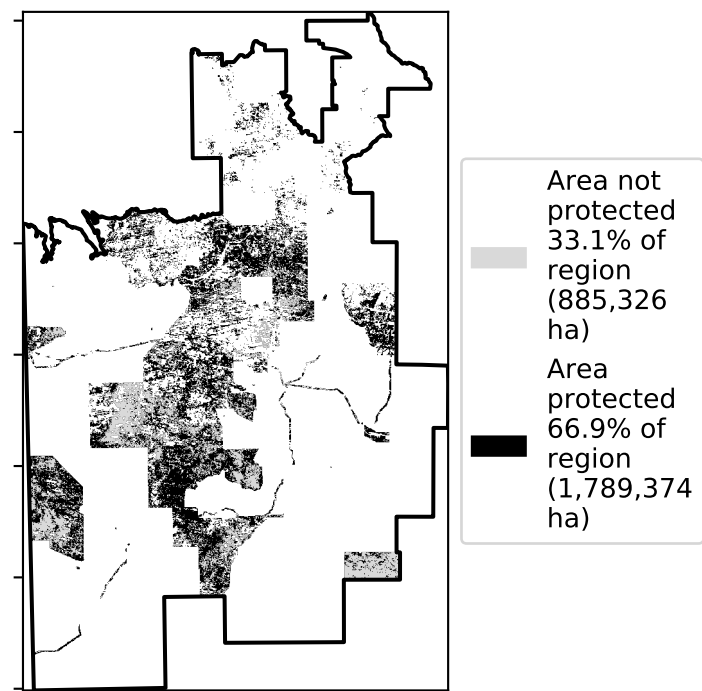 Area not
protected
33.1% of
region
(885,326
ha)
Area
protected
66.9% of
region
(1,789,374
ha)